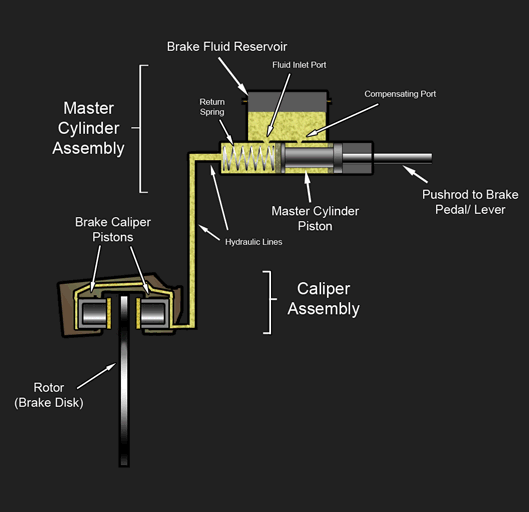 Brake Fluid Reservoir
Fluid Inlet Port
Compensating Port
Return
Spring
Master
Cylinder
Assembly
Pushrod to Brake
Pedal/ Lever
Master Cylinder
Piston
Brake Caliper
Pistons
Hydraulic Lines
Caliper
Assembly
Rotor
(Brake Disk)